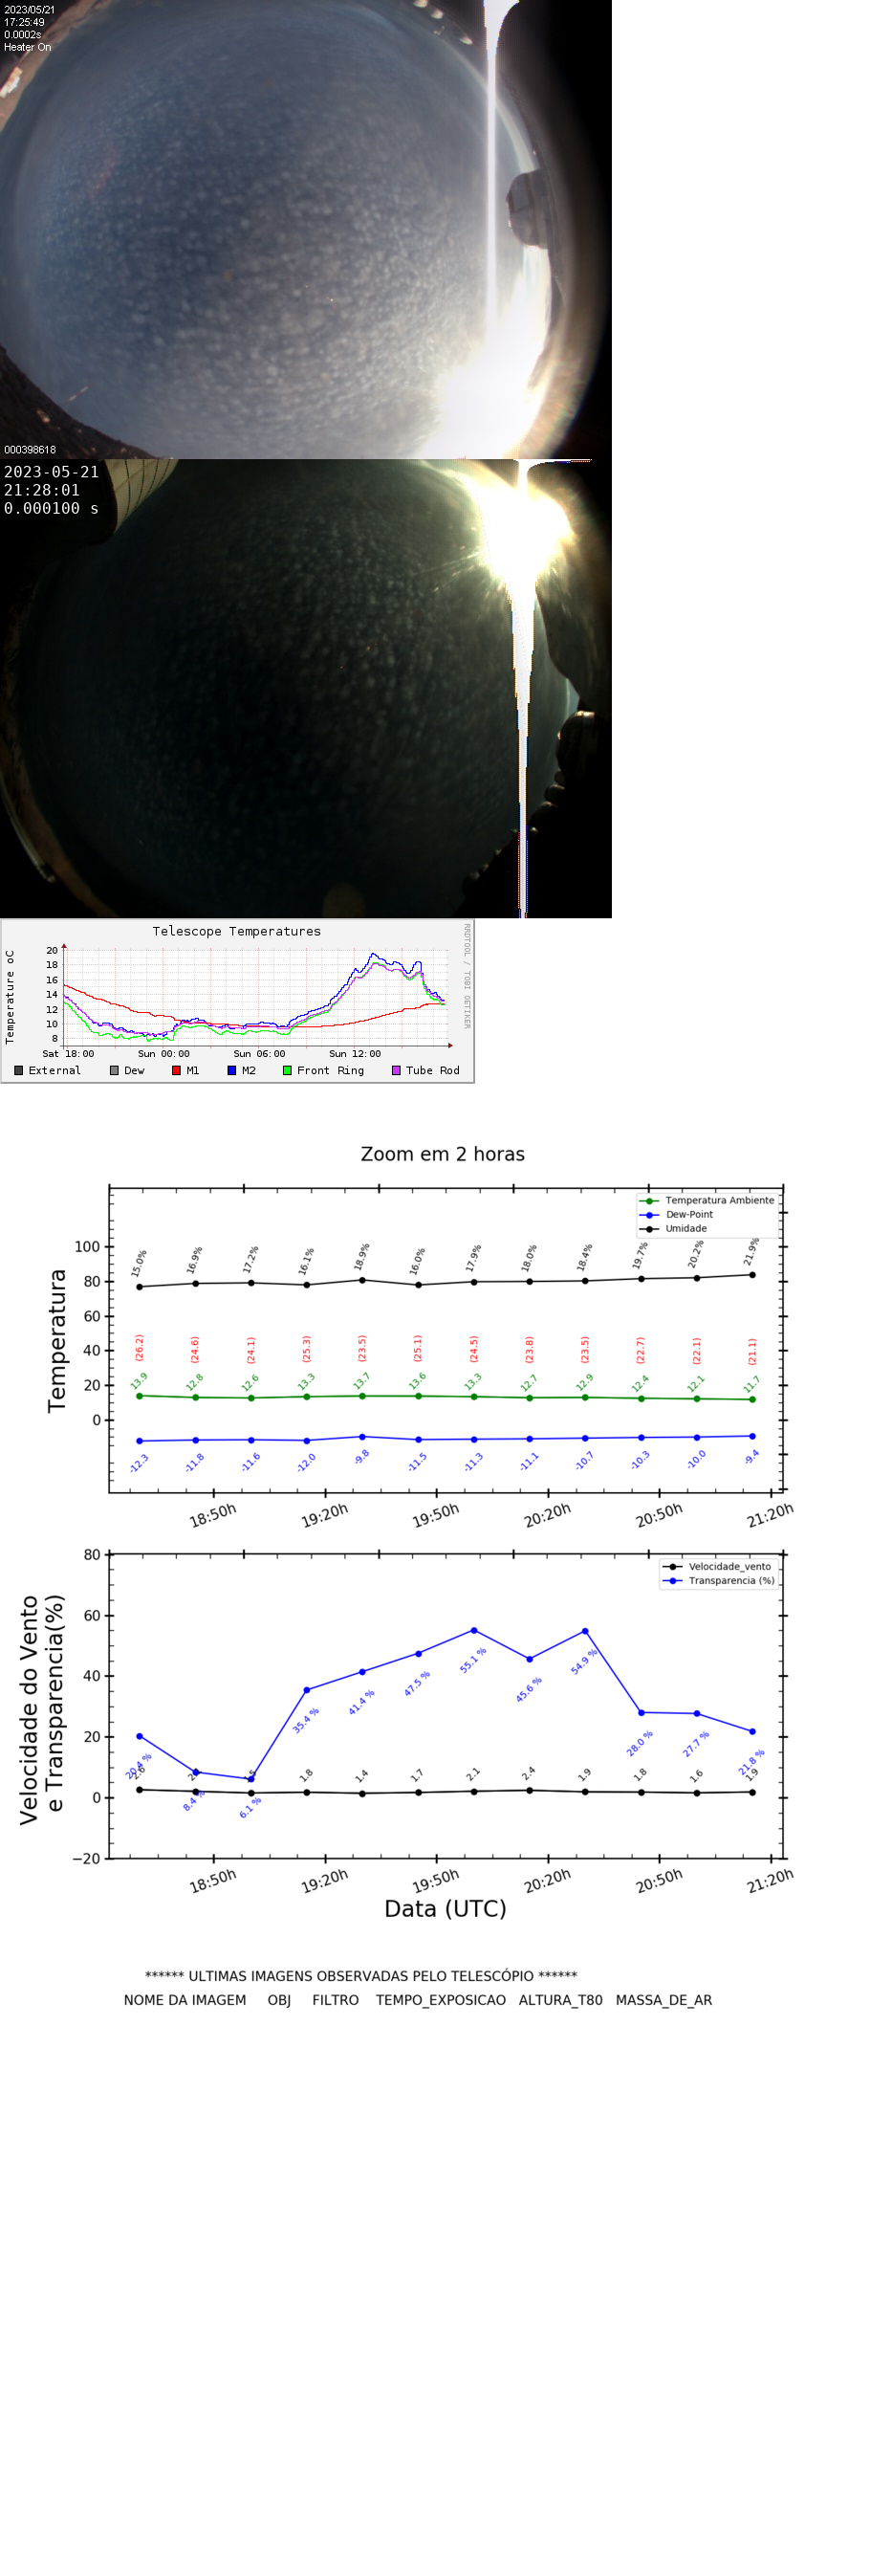 2023/05/21
17:25:49
0.0002s
Heater On
000398618
2023-05-21
21:28:01
0.000100 s
Telescope Temperatures
RRDTOOL / TOBI OETIKER
Temperature oC
20
18
16
14
12
10
8
Sat 18:00 Sun 00:00 Sun 06:00 Sun 12:00
External Dew M1 M2 Front Ring Tube Rod
Zoom em 2 horas
Temperatura Ambiente
Dew-Point
Umidade
Temperatura
100
80
60
40
20
0
15.0% 16.9% 17.2% 16.1% 18.9% 16.0% 17.9% 18.0% 18.4% 19.7% 20.2% 21.9%
(26.2) (24.6) (24.1) (25.3) (23.5) (25.1) (24.5) (23.8) (23.5) (22.7) (22.1) (21.1)
13.9 12.8 12.6 13.3 13.7 13.6 13.3 12.7 12.9 12.4 12.1 11.7
-12.3 -11.8 -11.6 -12.0 -9.8 -11.5 -11.3 -11.1 -10.7 -10.3 -10.0 -9.4
18:50h 19:20h 19:50h 20:20h 20:50h 21:20h
Velocidade_vento
Transparencia (%)
Velocidade do Vento
e Transparencia(%)
80
60
40
20
0
−20
20.4 % 8.4 % 6.1 % 35.4 % 41.4 % 47.5 % 55.1 % 45.6 % 54.9 % 28.0 % 27.7 % 21.8 %
2.6 1.8 1.4 1.7 2.1 2.4 1.9 1.8 1.6 1.9
18:50h 19:20h 19:50h 20:20h 20:50h 21:20h
Data (UTC)
****** ULTIMAS IMAGENS OBSERVADAS PELO TELESCÓPIO ******
NOME DA IMAGEM OBJ FILTRO TEMPO_EXPOSICAO ALTURA_T80 MASSA_DE_AR